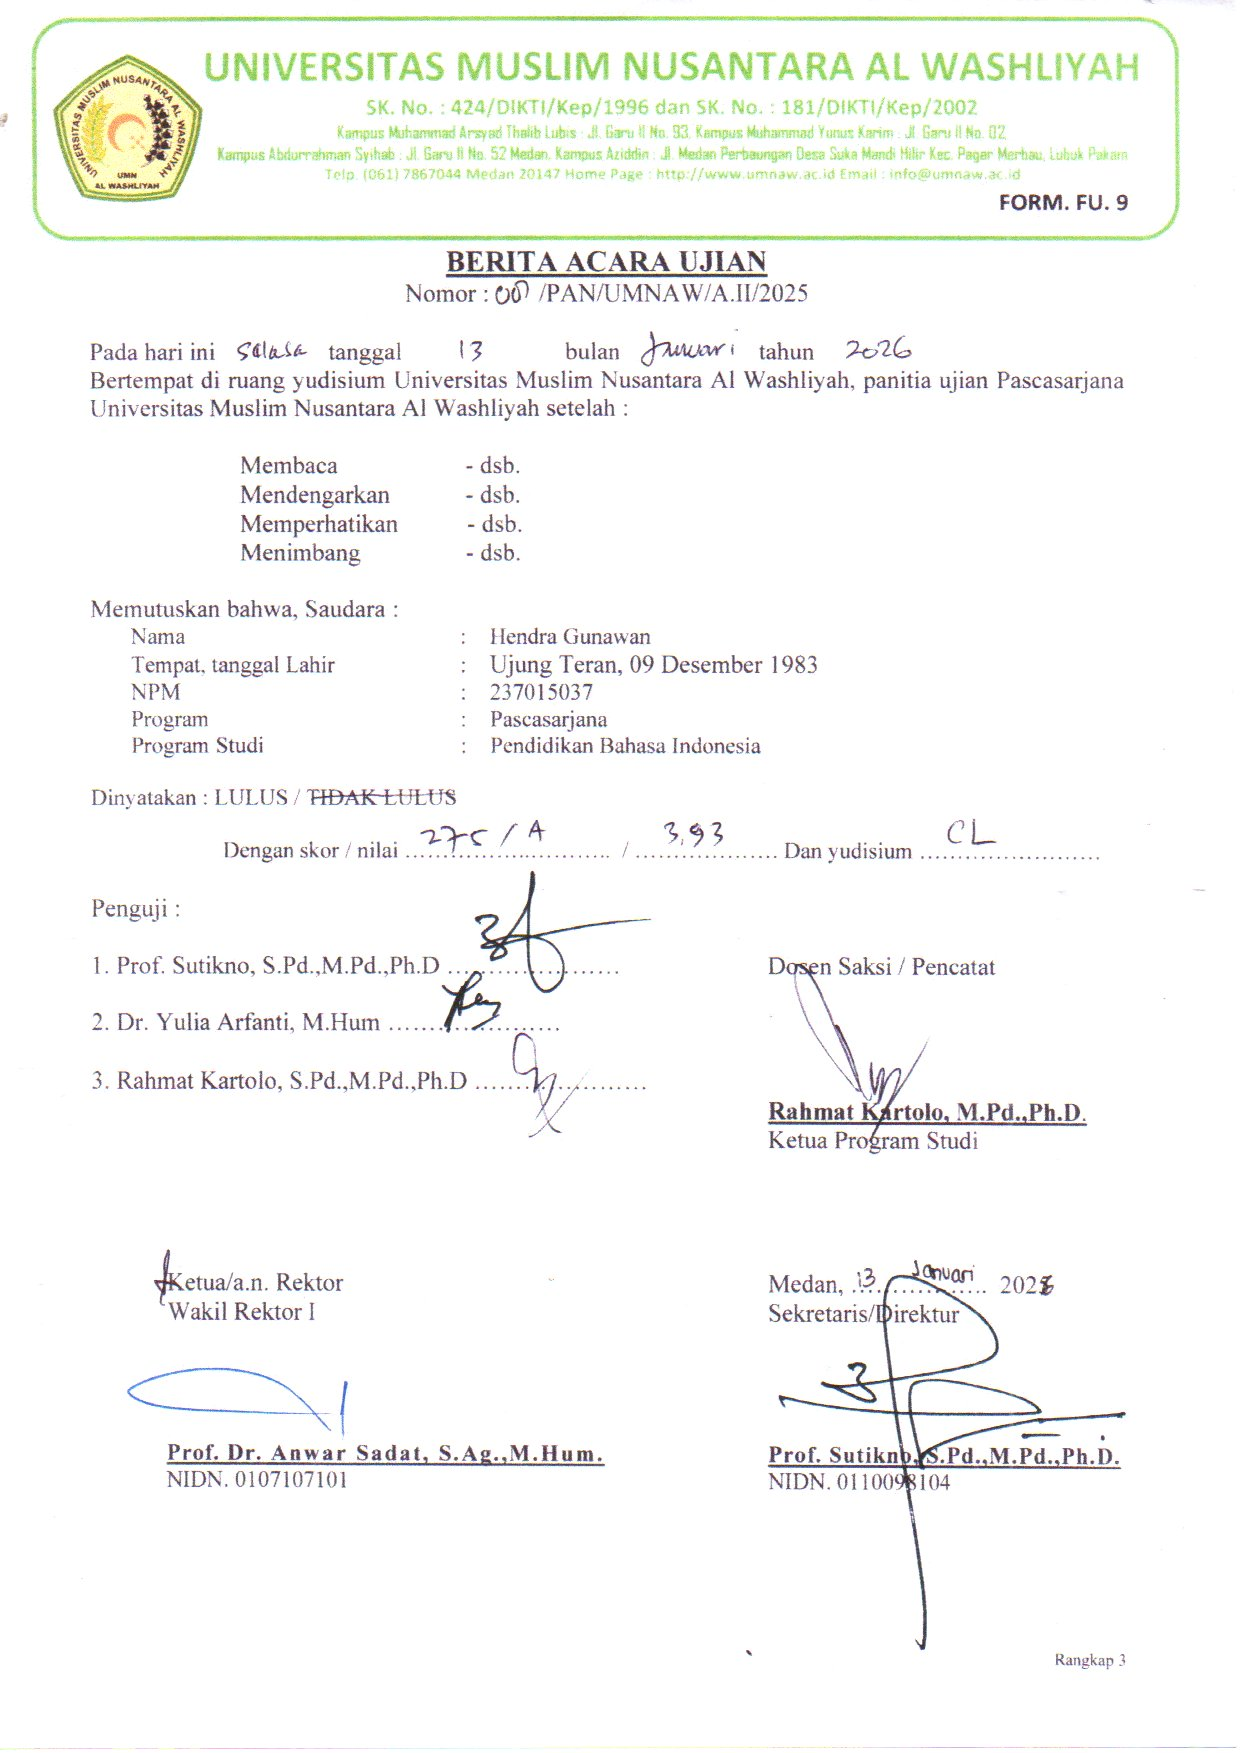 UNIVERSITAS MUSLIM NUSANTARA AL WASHLIYAH
SK. No. : 424/DIKTI/Kep/1996 dan SK. No. : 181/DIKTI/Kep/2002
Kampus Muhammad Arsyad Thalib Lubis : Jl. Garu II No. 93, Kampus Muhammad Yunus Karim : Jl. Garu II No. 02,
Kampus Abdurrahman Syihab : Jl. Garu II No. 52 Medan, Kampus Aziddin : Jl. Medan Perbaungan Desa Suka Mandi Hilir Kec. Pagar Merbau, Lubuk Pakam
Telp. (061) 7867044 Medan 20147 Home Page : http://www.umnaw.ac.id Email : info@umnaw.ac.id
UNIVERSITAS MUSLIM NUSANTARA AL WASHLIYAH
UMN
AL WASHLIYAH
FORM. FU. 9
BERITA ACARA UJIAN
Nomor : /PAN/UMNAW/A.II/2025
Pada hari ini Selasa tanggal 13 bulan Januari tahun 2026
Bertempat di ruang yudisium Universitas Muslim Nusantara Al Washliyah, panitia ujian Pascasarjana
Universitas Muslim Nusantara Al Washliyah setelah :
Membaca - dsb.
Mendengarkan - dsb.
Memperhatikan - dsb.
Menimbang - dsb.
Memutuskan bahwa, Saudara :
Nama : Hendra Gunawan
Tempat, tanggal Lahir : Ujung Teran, 09 Desember 1983
NPM : 237015037
Program : Pascasarjana
Program Studi : Pendidikan Bahasa Indonesia
Dinyatakan : LULUS / TIDAK LULUS
Dengan skor / nilai 275 / A / 3.93 Dan yudisium CL
Penguji :
1. Prof. Sutikno, S.Pd.,M.Pd.,Ph.D ..................... Dosen Saksi / Pencatat
2. Dr. Yulia Arfanti, M.Hum .....................
3. Rahmat Kartolo, S.Pd.,M.Pd.,Ph.D .....................
Rahmat Kartolo, M.Pd.,Ph.D.
Ketua Program Studi
Ketua/a.n. Rektor Medan, 13 Januari 2026
Wakil Rektor I Sekretaris/Direktur
Prof. Dr. Anwar Sadat, S.Ag.,M.Hum. Prof. Sutikno, S.Pd.,M.Pd.,Ph.D.
NIDN. 0107107101 NIDN. 0110098104
Rangkap 3